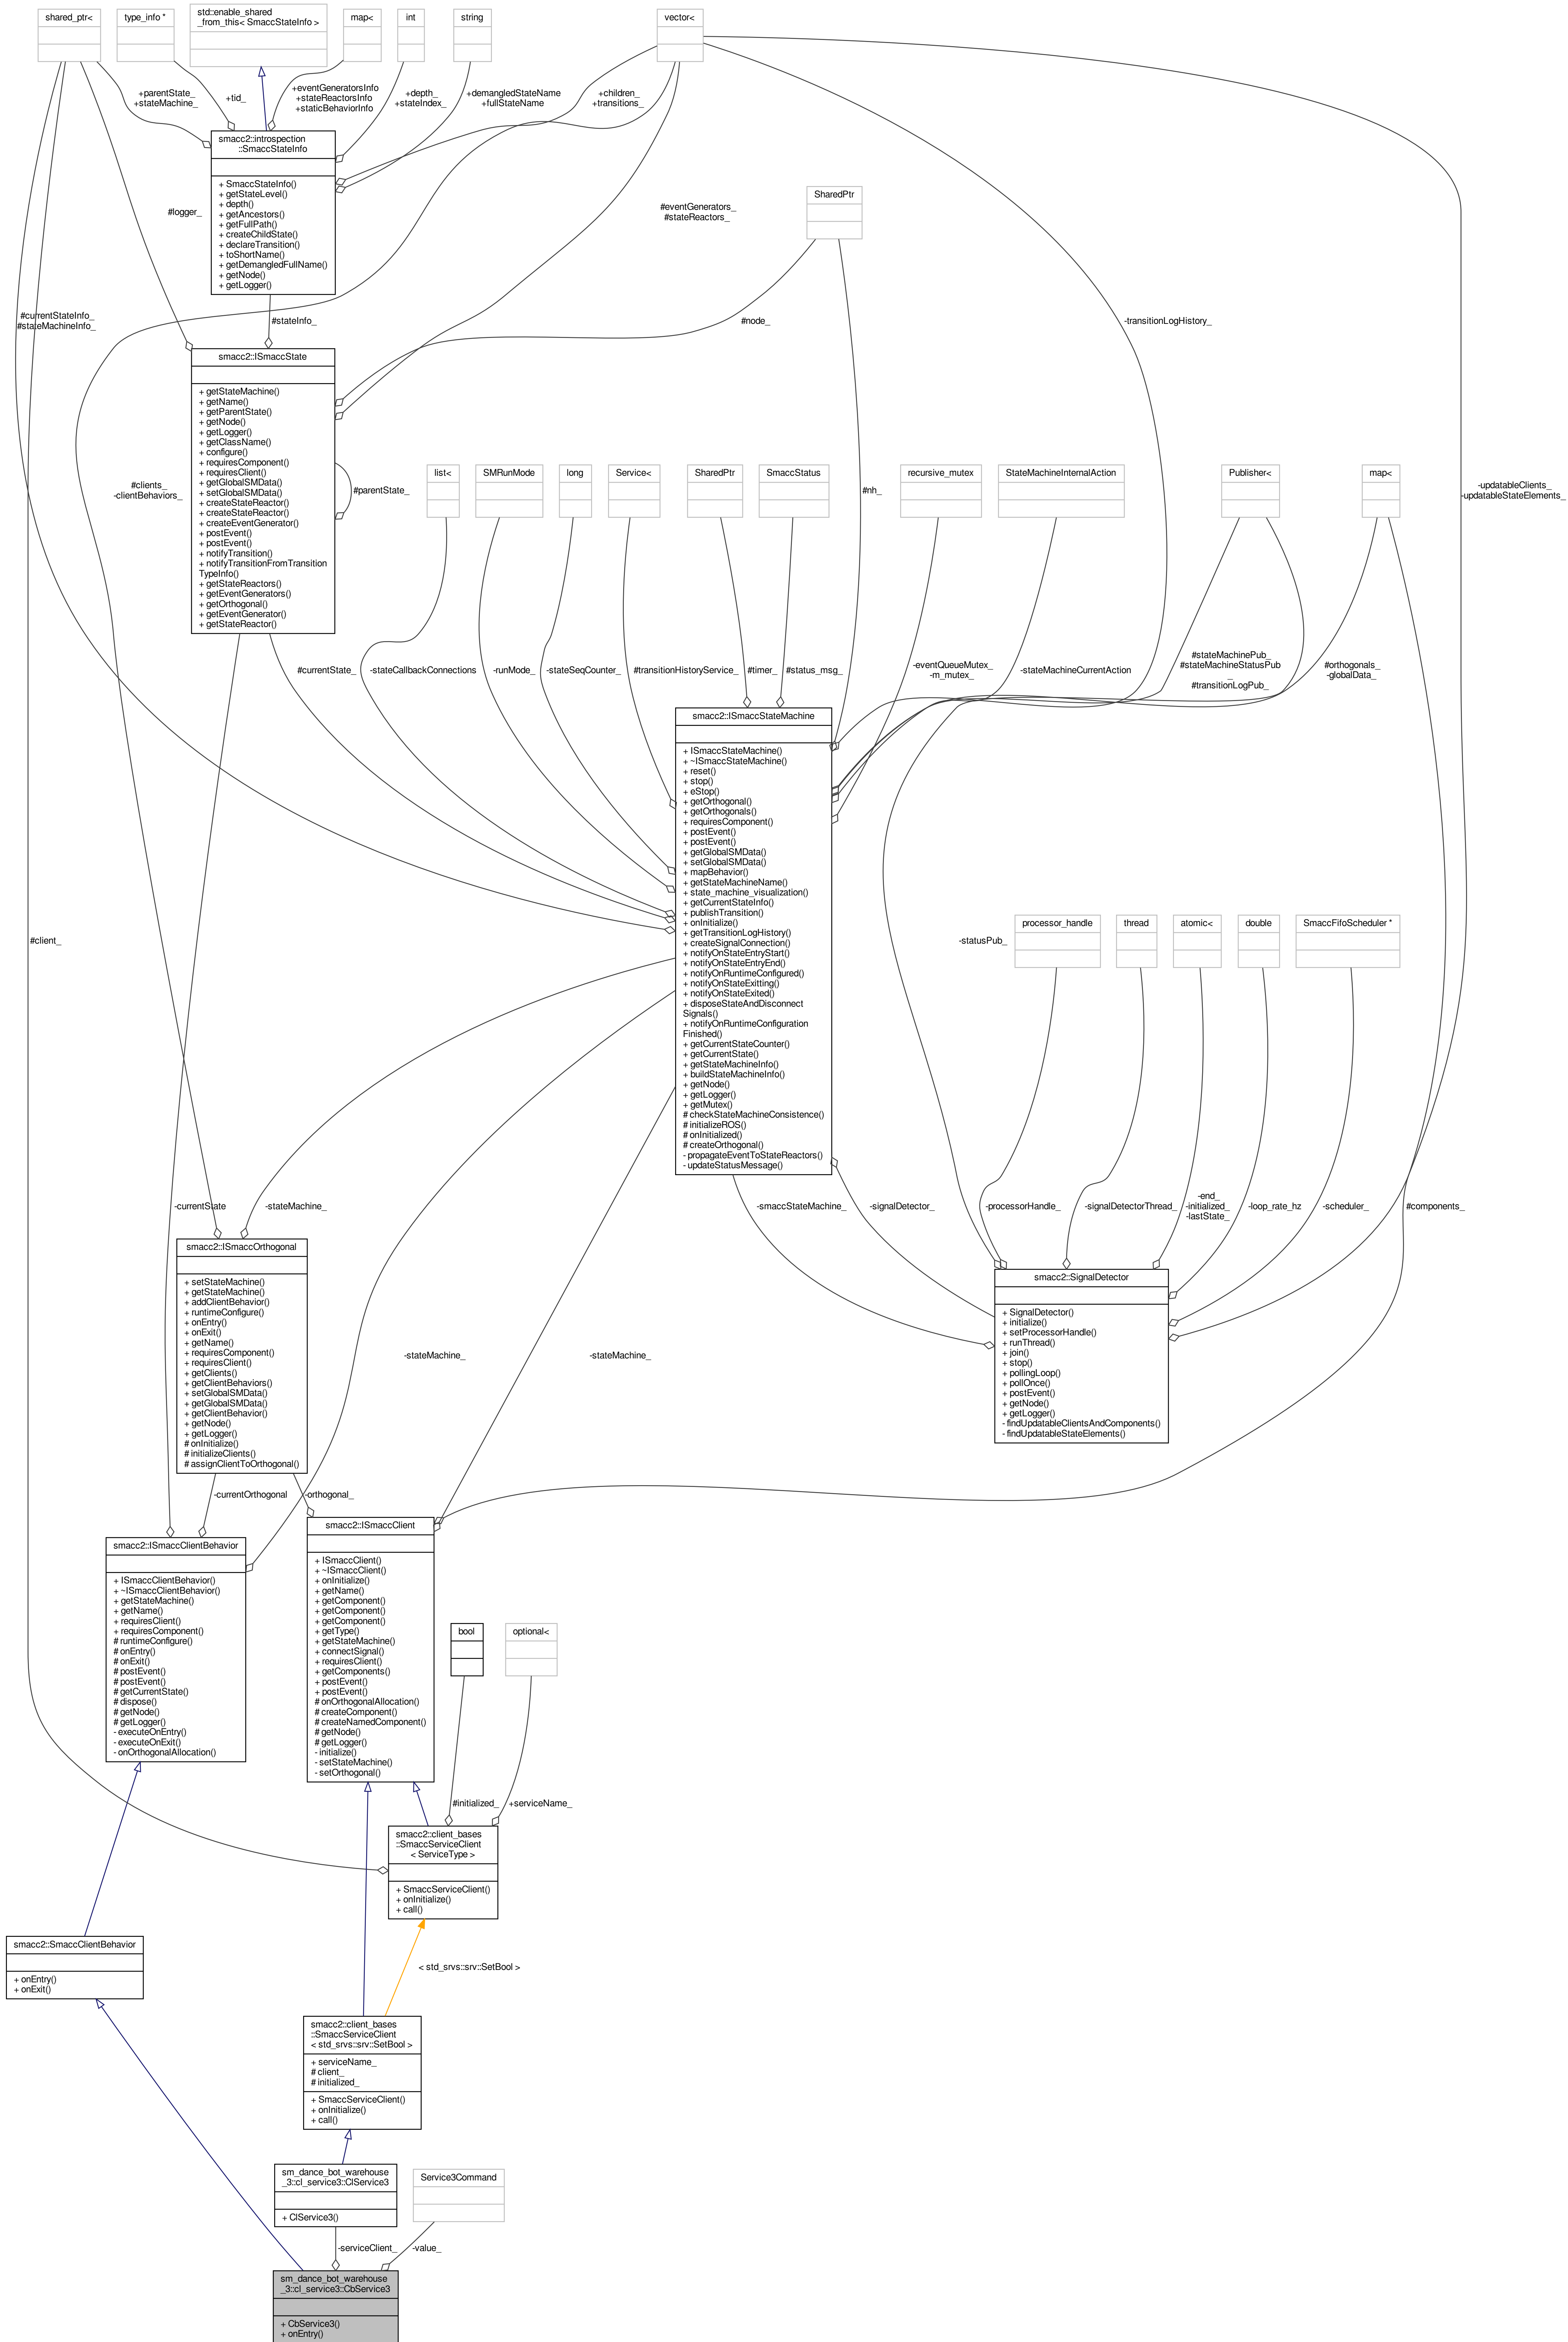 shared_ptr<
type_info *
std::enable_shared
_from_this< SmaccStateInfo >
map<
int
string
vector<
+parentState_
+stateMachine_
+tid_
+eventGeneratorsInfo
+stateReactorsInfo
+staticBehaviorInfo
+depth_
+stateIndex_
+demangledStateName
+fullStateName
+children_
+transitions_
smacc2::introspection
::SmaccStateInfo
+ SmaccStateInfo()
+ getStateLevel()
+ depth()
+ getAncestors()
+ getFullPath()
+ createChildState()
+ declareTransition()
+ toShortName()
+ getDemangledFullName()
+ getNode()
+ getLogger()
#logger_
#eventGenerators_
#stateReactors_
SharedPtr
#currentStateInfo_
#stateMachineInfo_
#stateInfo_
#node_
-transitionLogHistory_
smacc2::ISmaccState
+ getStateMachine()
+ getName()
+ getParentState()
+ getNode()
+ getLogger()
+ getClassName()
+ configure()
+ requiresComponent()
+ requiresClient()
+ getGlobalSMData()
+ setGlobalSMData()
+ createStateReactor()
+ createStateReactor()
+ createEventGenerator()
+ postEvent()
+ postEvent()
+ notifyTransition()
+ notifyTransitionFromTransition
TypeInfo()
+ getStateReactors()
+ getEventGenerators()
+ getOrthogonal()
+ getEventGenerator()
+ getStateReactor()
#clients_
-clientBehaviors_
#parentState_
list<
SMRunMode
long
Service<
SharedPtr
SmaccStatus
#nh_
recursive_mutex
StateMachineInternalAction
Publisher<
map<
-updatableClients_
-updatableStateElements_
#currentState_
-stateCallbackConnections
-runMode_
-stateSeqCounter_
#transitionHistoryService_
#timer_
#status_msg_
-eventQueueMutex_
-m_mutex_
-stateMachineCurrentAction
#stateMachinePub_
#stateMachineStatusPub
_
#transitionLogPub_
#orthogonals_
-globalData_
smacc2::ISmaccStateMachine
+ ISmaccStateMachine()
+ ~ISmaccStateMachine()
+ reset()
+ stop()
+ eStop()
+ getOrthogonal()
+ getOrthogonals()
+ requiresComponent()
+ postEvent()
+ postEvent()
+ getGlobalSMData()
+ setGlobalSMData()
+ mapBehavior()
+ getStateMachineName()
+ state_machine_visualization()
+ getCurrentStateInfo()
+ publishTransition()
+ onInitialize()
+ getTransitionLogHistory()
+ createSignalConnection()
+ notifyOnStateEntryStart()
+ notifyOnStateEntryEnd()
+ notifyOnRuntimeConfigured()
+ notifyOnStateExitting()
+ notifyOnStateExited()
+ disposeStateAndDisconnect
Signals()
+ notifyOnRuntimeConfiguration
Finished()
+ getCurrentStateCounter()
+ getCurrentState()
+ getStateMachineInfo()
+ buildStateMachineInfo()
+ getNode()
+ getLogger()
+ getMutex()
# checkStateMachineConsistence()
# initializeROS()
# onInitialized()
# createOrthogonal()
- propagateEventToStateReactors()
- updateStatusMessage()
#client_
-statusPub_
processor_handle
thread
atomic<
double
SmaccFifoScheduler *
-currentState
-stateMachine_
-smaccStateMachine_
-signalDetector_
-processorHandle_
-signalDetectorThread_
-end_
-initialized_
-lastState_
-loop_rate_hz
-scheduler_
#components_
smacc2::ISmaccOrthogonal
+ setStateMachine()
+ getStateMachine()
+ addClientBehavior()
+ runtimeConfigure()
+ onEntry()
+ onExit()
+ getName()
+ requiresComponent()
+ requiresClient()
+ getClients()
+ getClientBehaviors()
+ setGlobalSMData()
+ getGlobalSMData()
+ getClientBehavior()
+ getNode()
+ getLogger()
# onInitialize()
# initializeClients()
# assignClientToOrthogonal()
smacc2::SignalDetector
+ SignalDetector()
+ initialize()
+ setProcessorHandle()
+ runThread()
+ join()
+ stop()
+ pollingLoop()
+ pollOnce()
+ postEvent()
+ getNode()
+ getLogger()
- findUpdatableClientsAndComponents()
- findUpdatableStateElements()
-stateMachine_
-stateMachine_
-currentOrthogonal
-orthogonal_
smacc2::ISmaccClientBehavior
+ ISmaccClientBehavior()
+ ~ISmaccClientBehavior()
+ getStateMachine()
+ getName()
+ requiresClient()
+ requiresComponent()
# runtimeConfigure()
# onEntry()
# onExit()
# postEvent()
# postEvent()
# getCurrentState()
# dispose()
# getNode()
# getLogger()
- executeOnEntry()
- executeOnExit()
- onOrthogonalAllocation()
smacc2::ISmaccClient
+ ISmaccClient()
+ ~ISmaccClient()
+ onInitialize()
+ getName()
+ getComponent()
+ getComponent()
+ getComponent()
+ getType()
+ getStateMachine()
+ connectSignal()
+ requiresClient()
+ getComponents()
+ postEvent()
+ postEvent()
# onOrthogonalAllocation()
# createComponent()
# createNamedComponent()
# getNode()
# getLogger()
- initialize()
- setStateMachine()
- setOrthogonal()
bool
optional<
#initialized_
+serviceName_
smacc2::client_bases
::SmaccServiceClient
< ServiceType >
+ SmaccServiceClient()
+ onInitialize()
+ call()
smacc2::SmaccClientBehavior
+ onEntry()
+ onExit()
< std_srvs::srv::SetBool >
smacc2::client_bases
::SmaccServiceClient
< std_srvs::srv::SetBool >
+ serviceName_
# client_
# initialized_
+ SmaccServiceClient()
+ onInitialize()
+ call()
sm_dance_bot_warehouse
_3::cl_service3::ClService3
+ ClService3()
Service3Command
-serviceClient_
-value_
sm_dance_bot_warehouse
_3::cl_service3::CbService3
+ CbService3()
+ onEntry()